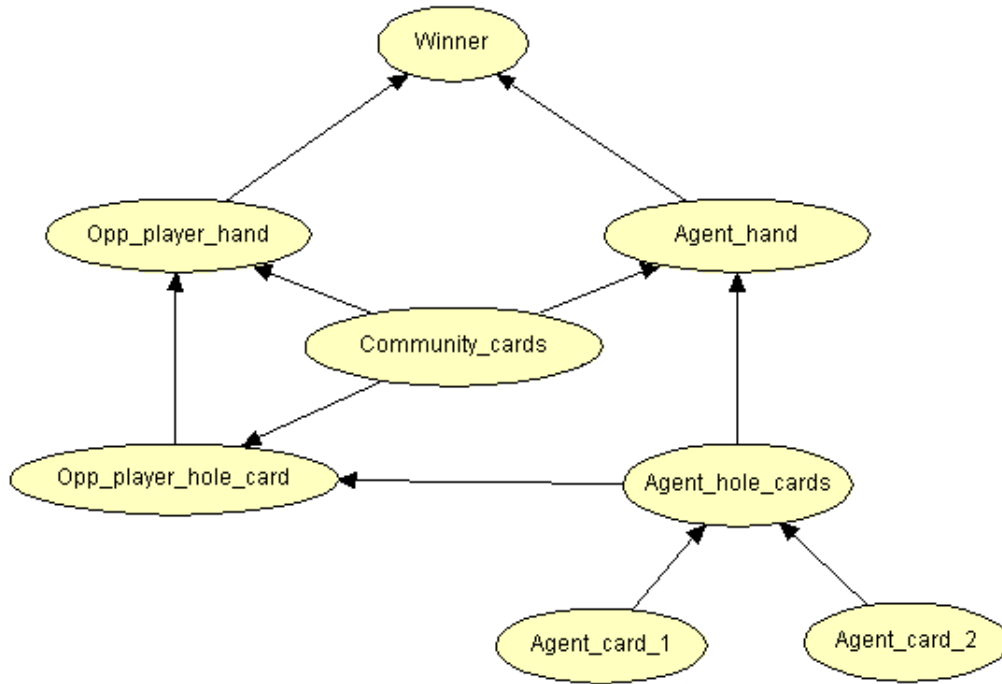 Winner
Opp_player_hand
Agent_hand
Community_cards
Opp_player_hole_card
Agent_hole_cards
Agent_card_1
Agent_card_2